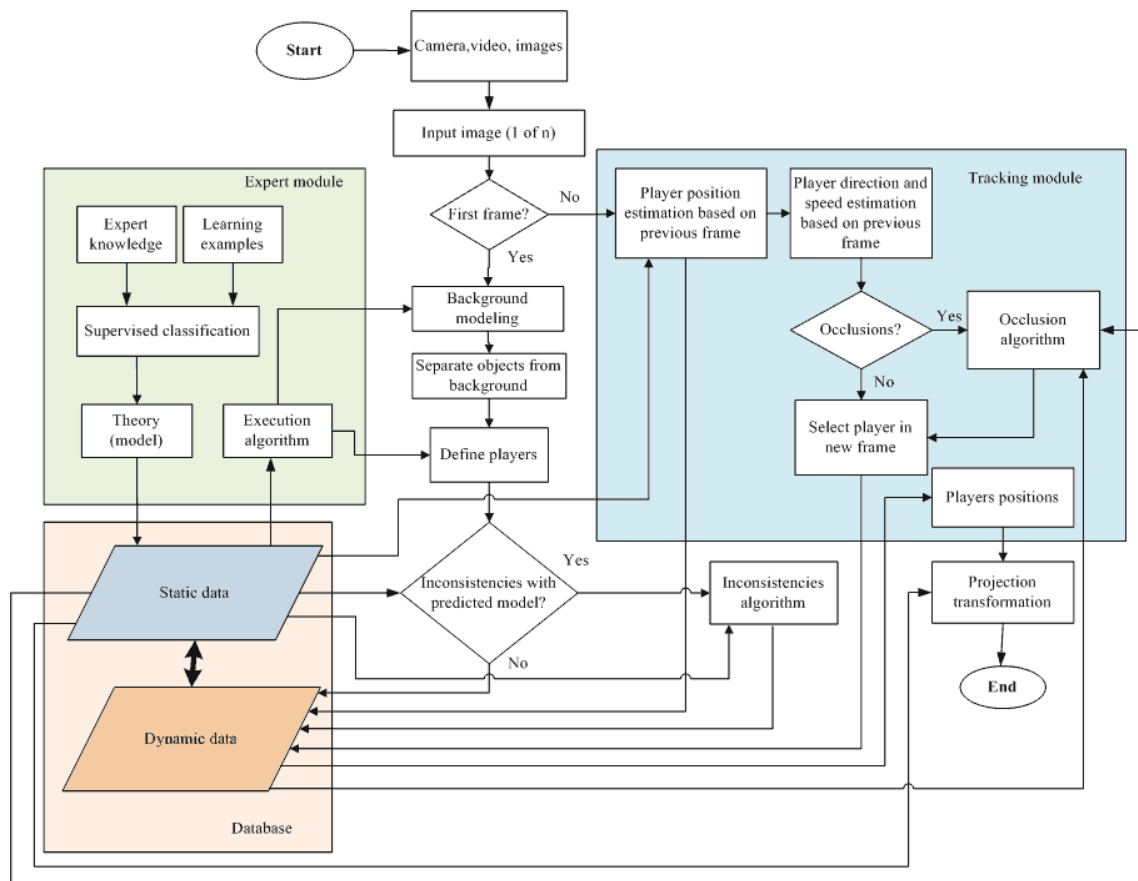 Start
Camera,video, images
Input image (1 of n)
First frame?
No
Yes
Expert module
Expert
knowledge
Learning
examples
Supervised classification
Theory
(model)
Execution
algorithm
Background
modeling
Separate objects from
background
Define players
Inconsistencies with
predicted model?
Yes
No
Inconsistencies
algorithm
Tracking module
Player position
estimation based on
previous frame
Player direction and
speed estimation
based on previous
frame
Occlusions?
Yes
No
Occlusion
algorithm
Select player in
new frame
Players positions
Projection
transformation
End
Static data
Dynamic data
Database